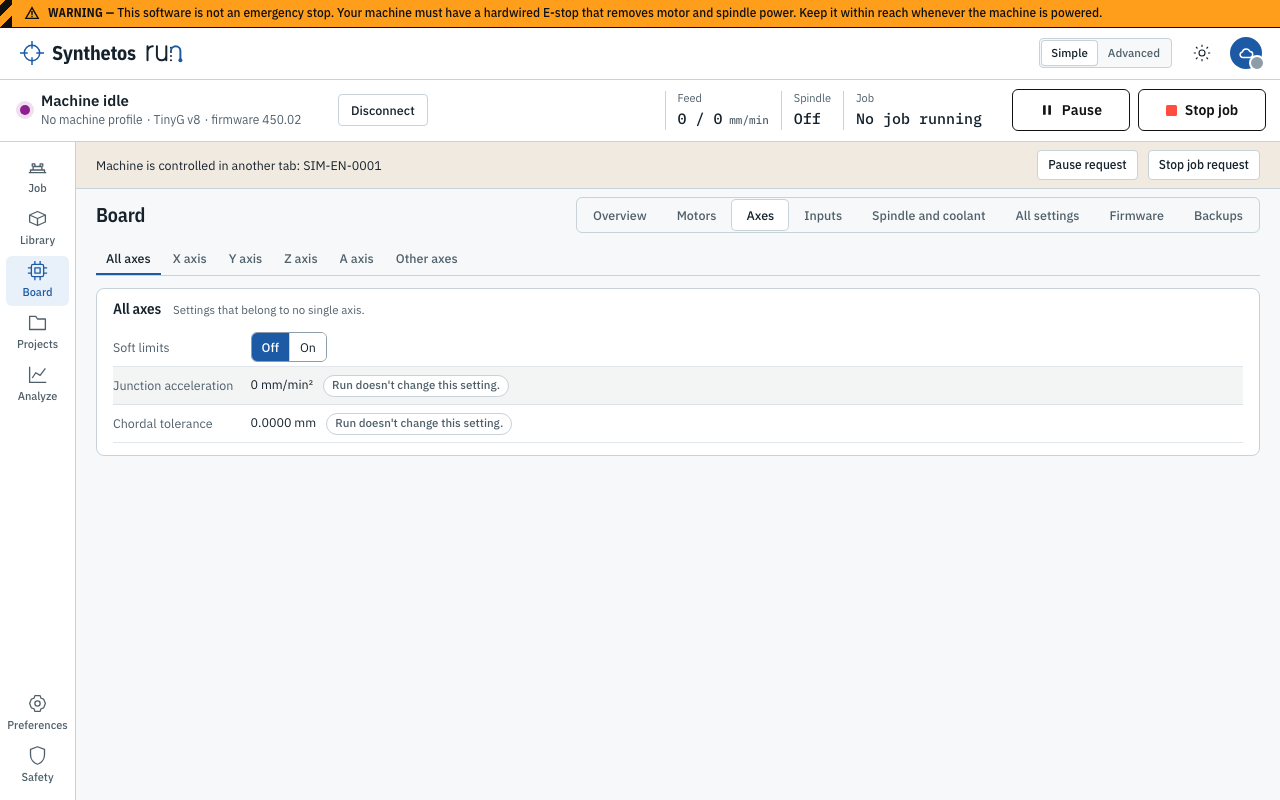 WARNING — This software is not an emergency stop. Your machine must have a hardwired E-stop that removes motor and spindle power. Keep it within reach whenever the machine is powered.
Synthetos run
Simple
Advanced
Machine idle
No machine profile · TinyG v8 · firmware 450.02
Disconnect
Feed
0 / 0 mm/min
Spindle
Off
Job
No job running
Pause
Stop job
Job
Library
Board
Projects
Analyze
Preferences
Safety
Machine is controlled in another tab: SIM-EN-0001
Pause request
Stop job request
Board
Overview
Motors
Axes
Inputs
Spindle and coolant
All settings
Firmware
Backups
All axes
X axis
Y axis
Z axis
A axis
Other axes
All axes Settings that belong to no single axis.
Soft limits Off On
Junction acceleration 0 mm/min² Run doesn't change this setting.
Chordal tolerance 0.0000 mm Run doesn't change this setting.